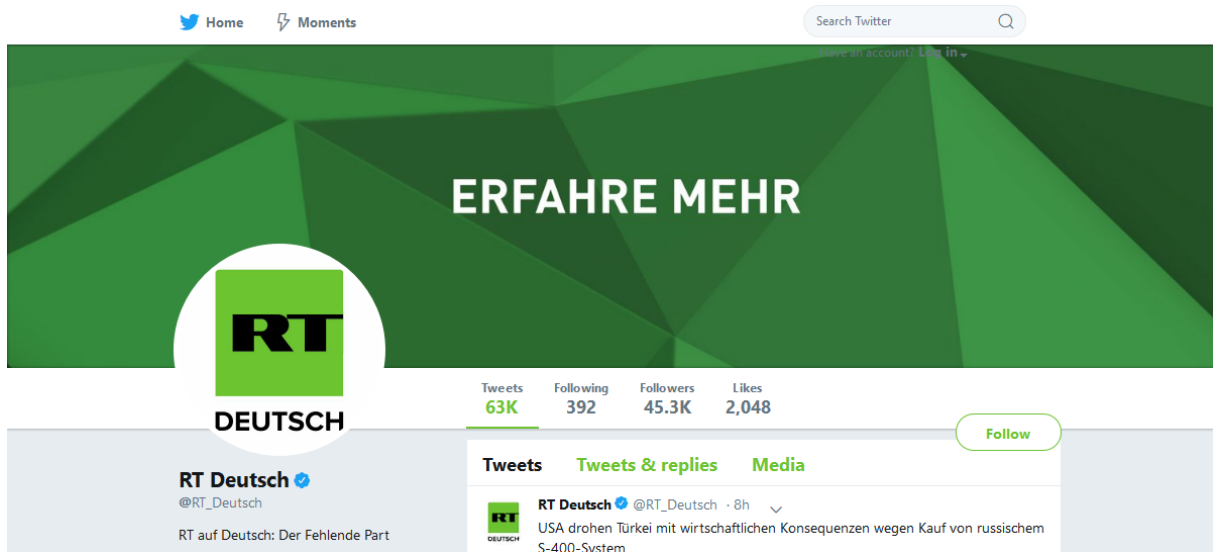 Home Moments Search Twitter
Have an account? Log in
ERFAHRE MEHR
RT
DEUTSCH
Tweets Following Followers Likes
63K 392 45.3K 2,048
Follow
Tweets Tweets & replies Media
RT Deutsch
@RT_Deutsch
RT auf Deutsch: Der Fehlende Part
RT
DEUTSCH
RT Deutsch @RT_Deutsch · 8h
USA drohen Türkei mit wirtschaftlichen Konsequenzen wegen Kauf von russischem
S-400-System